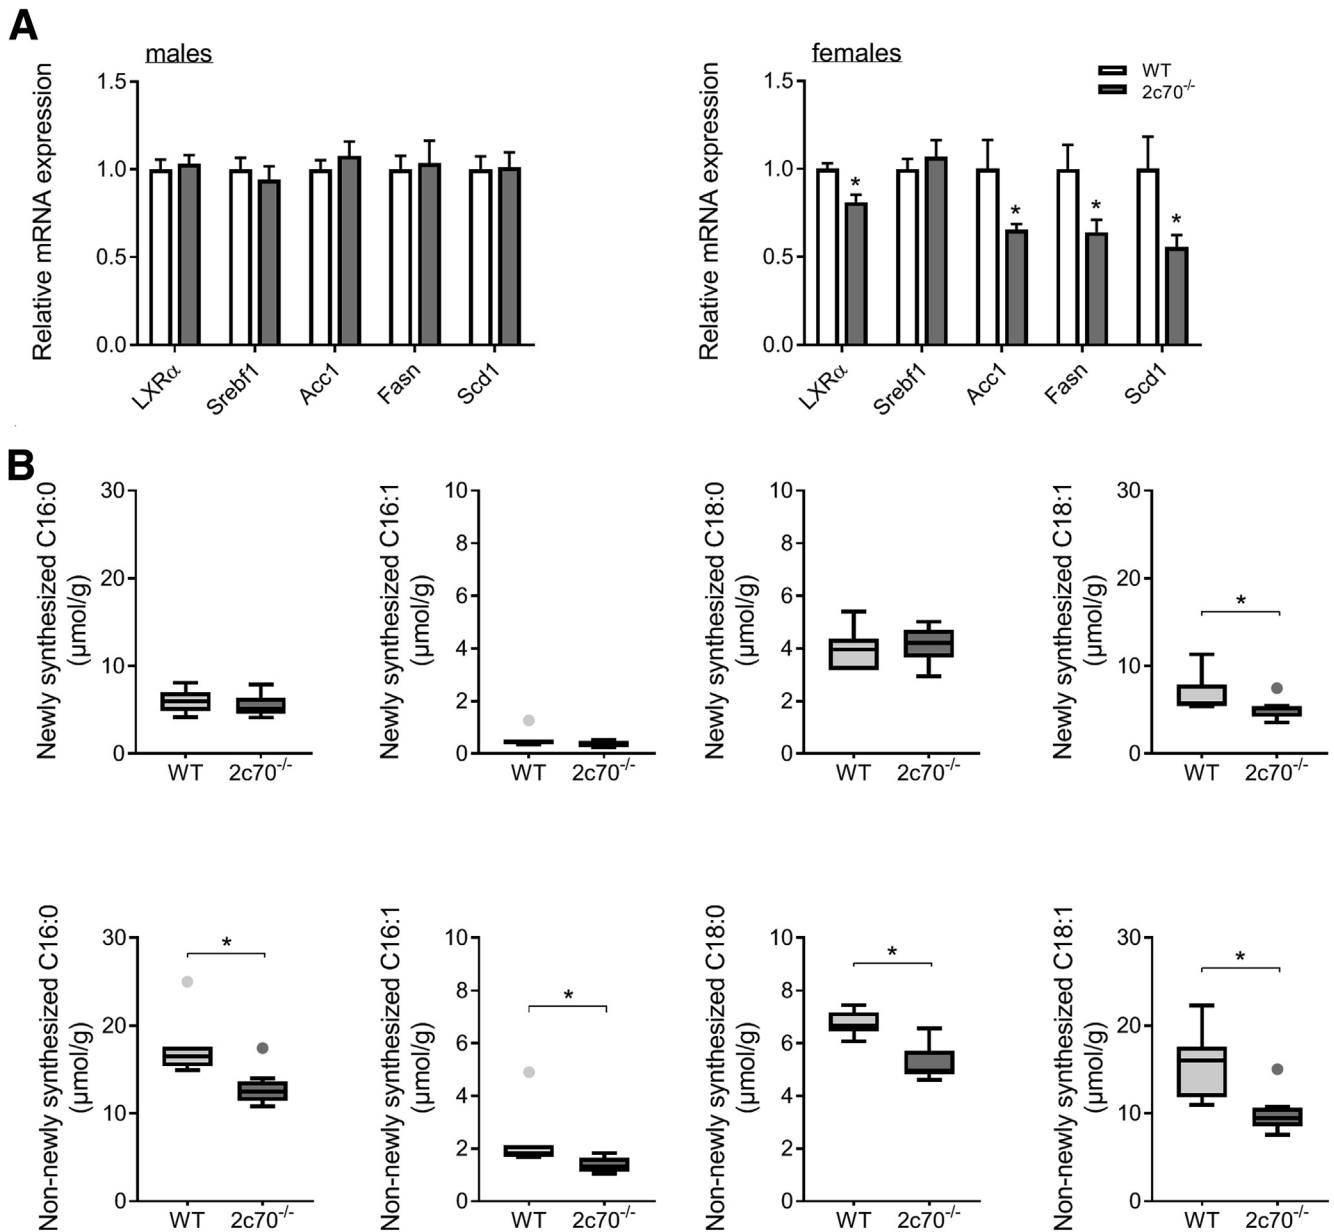 A
males
females
WT
2c70-/-
Relative mRNA expression
1.5
1.0
0.5
0.0
LXRα
Srebf1
Acc1
Fasn
Scd1
Relative mRNA expression
1.5
1.0
0.5
0.0
*
*
*
*
LXRα
Srebf1
Acc1
Fasn
Scd1
B
Newly synthesized C16:0
(µmol/g)
30
20
10
0
WT 2c70-/-
Newly synthesized C16:1
(µmol/g)
10
8
6
4
2
0
WT 2c70-/-
Newly synthesized C18:0
(µmol/g)
10
8
6
4
2
0
WT 2c70-/-
Newly synthesized C18:1
(µmol/g)
30
20
10
0
*
WT 2c70-/-
Non-newly synthesized C16:0
(µmol/g)
30
20
10
0
*
WT 2c70-/-
Non-newly synthesized C16:1
(µmol/g)
10
8
6
4
2
0
*
WT 2c70-/-
Non-newly synthesized C18:0
(µmol/g)
10
8
6
4
2
0
*
WT 2c70-/-
Non-newly synthesized C18:1
(µmol/g)
30
20
10
0
*
WT 2c70-/-